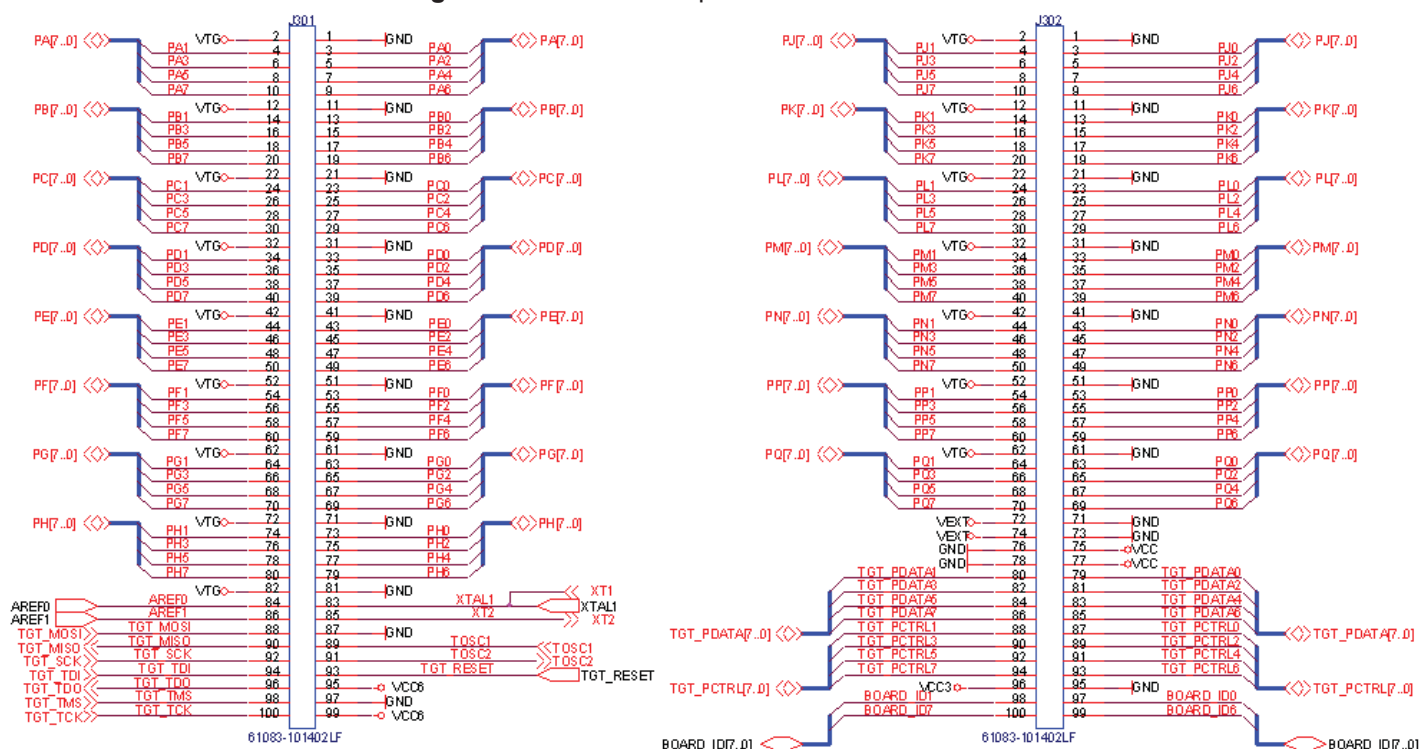 J301
PA[7..0] VTG 2 1 GND PA[7..0]
PA1 4 3 PA0
PA3 6 5 PA2
PA5 8 7 PA4
PA7 10 9 PA6
PB[7..0] VTG 12 11 GND PB[7..0]
PB1 14 13 PB0
PB3 16 15 PB2
PB5 18 17 PB4
PB7 20 19 PB6
PC[7..0] VTG 22 21 GND PC[7..0]
PC1 24 23 PC0
PC3 26 25 PC2
PC5 28 27 PC4
PC7 30 29 PC6
PD[7..0] VTG 32 31 GND PD[7..0]
PD1 34 33 PD0
PD3 36 35 PD2
PD5 38 37 PD4
PD7 40 39 PD6
PE[7..0] VTG 42 41 GND PE[7..0]
PE1 44 43 PE0
PE3 46 45 PE2
PE5 48 47 PE4
PE7 50 49 PE6
PF[7..0] VTG 52 51 GND PF[7..0]
PF1 54 53 PF0
PF3 56 55 PF2
PF5 58 57 PF4
PF7 60 59 PF6
PG[7..0] VTG 62 61 GND PG[7..0]
PG1 64 63 PG0
PG3 66 65 PG2
PG5 68 67 PG4
PG7 70 69 PG6
PH[7..0] VTG 72 71 GND PH[7..0]
PH1 74 73 PH0
PH3 76 75 PH2
PH5 78 77 PH4
PH7 80 79 PH6
VTG 82 81 GND XT1
AREF0 AREF0 84 83 XTAL1 XTAL1
AREF1 AREF1 86 85 XT2 XT2
TGT_MOSI TGT_MOSI 88 87 GND
TGT_MISO TGT_MISO 90 89 TOSC1 TOSC1
TGT_SCK TGT_SCK 92 91 TOSC2 TOSC2
TGT_TDI TGT_TDI 94 93 TGT_RESET TGT_RESET
TGT_TDO TGT_TDO 96 95 VCC6
TGT_TMS TGT_TMS 98 97 GND
TGT_TCK TGT_TCK 100 99 VCC6
61083-101402LF
J302
PJ[7..0] VTG 2 1 GND PJ[7..0]
PJ1 4 3 PJ0
PJ3 6 5 PJ2
PJ5 8 7 PJ4
PJ7 10 9 PJ6
PK[7..0] VTG 12 11 GND PK[7..0]
PK1 14 13 PK0
PK3 16 15 PK2
PK5 18 17 PK4
PK7 20 19 PK6
PL[7..0] VTG 22 21 GND PL[7..0]
PL1 24 23 PL0
PL3 26 25 PL2
PL5 28 27 PL4
PL7 30 29 PL6
PM[7..0] VTG 32 31 GND PM[7..0]
PM1 34 33 PM0
PM3 36 35 PM2
PM5 38 37 PM4
PM7 40 39 PM6
PN[7..0] VTG 42 41 GND PN[7..0]
PN1 44 43 PN0
PN3 46 45 PN2
PN5 48 47 PN4
PN7 50 49 PN6
PP[7..0] VTG 52 51 GND PP[7..0]
PP1 54 53 PP0
PP3 56 55 PP2
PP5 58 57 PP4
PP7 60 59 PP6
PQ[7..0] VTG 62 61 GND PQ[7..0]
PQ1 64 63 PQ0
PQ3 66 65 PQ2
PQ5 68 67 PQ4
PQ7 70 69 PQ6
VEXT 72 71 GND
VEXT 74 73 GND
GND 76 75 VCC
GND 78 77 VCC
TGT_PDATA1 80 79 TGT_PDATA0
TGT_PDATA3 82 81 TGT_PDATA2
TGT_PDATA5 84 83 TGT_PDATA4
TGT_PDATA7 86 85 TGT_PDATA6
TGT_PDATA[7..0] TGT_PCTRL1 88 87 TGT_PCTRL0 TGT_PDATA[7..0]
TGT_PCTRL3 90 89 TGT_PCTRL2
TGT_PCTRL5 92 91 TGT_PCTRL4
TGT_PCTRL7 94 93 TGT_PCTRL6
TGT_PCTRL[7..0] VCC3 96 95 GND TGT_PCTRL[7..0]
BOARD_ID1 98 97 BOARD_ID0
BOARD_ID7 100 99 BOARD_ID6
61083-101402LF
BOARD_ID[7..0] BOARD_ID[7..0]